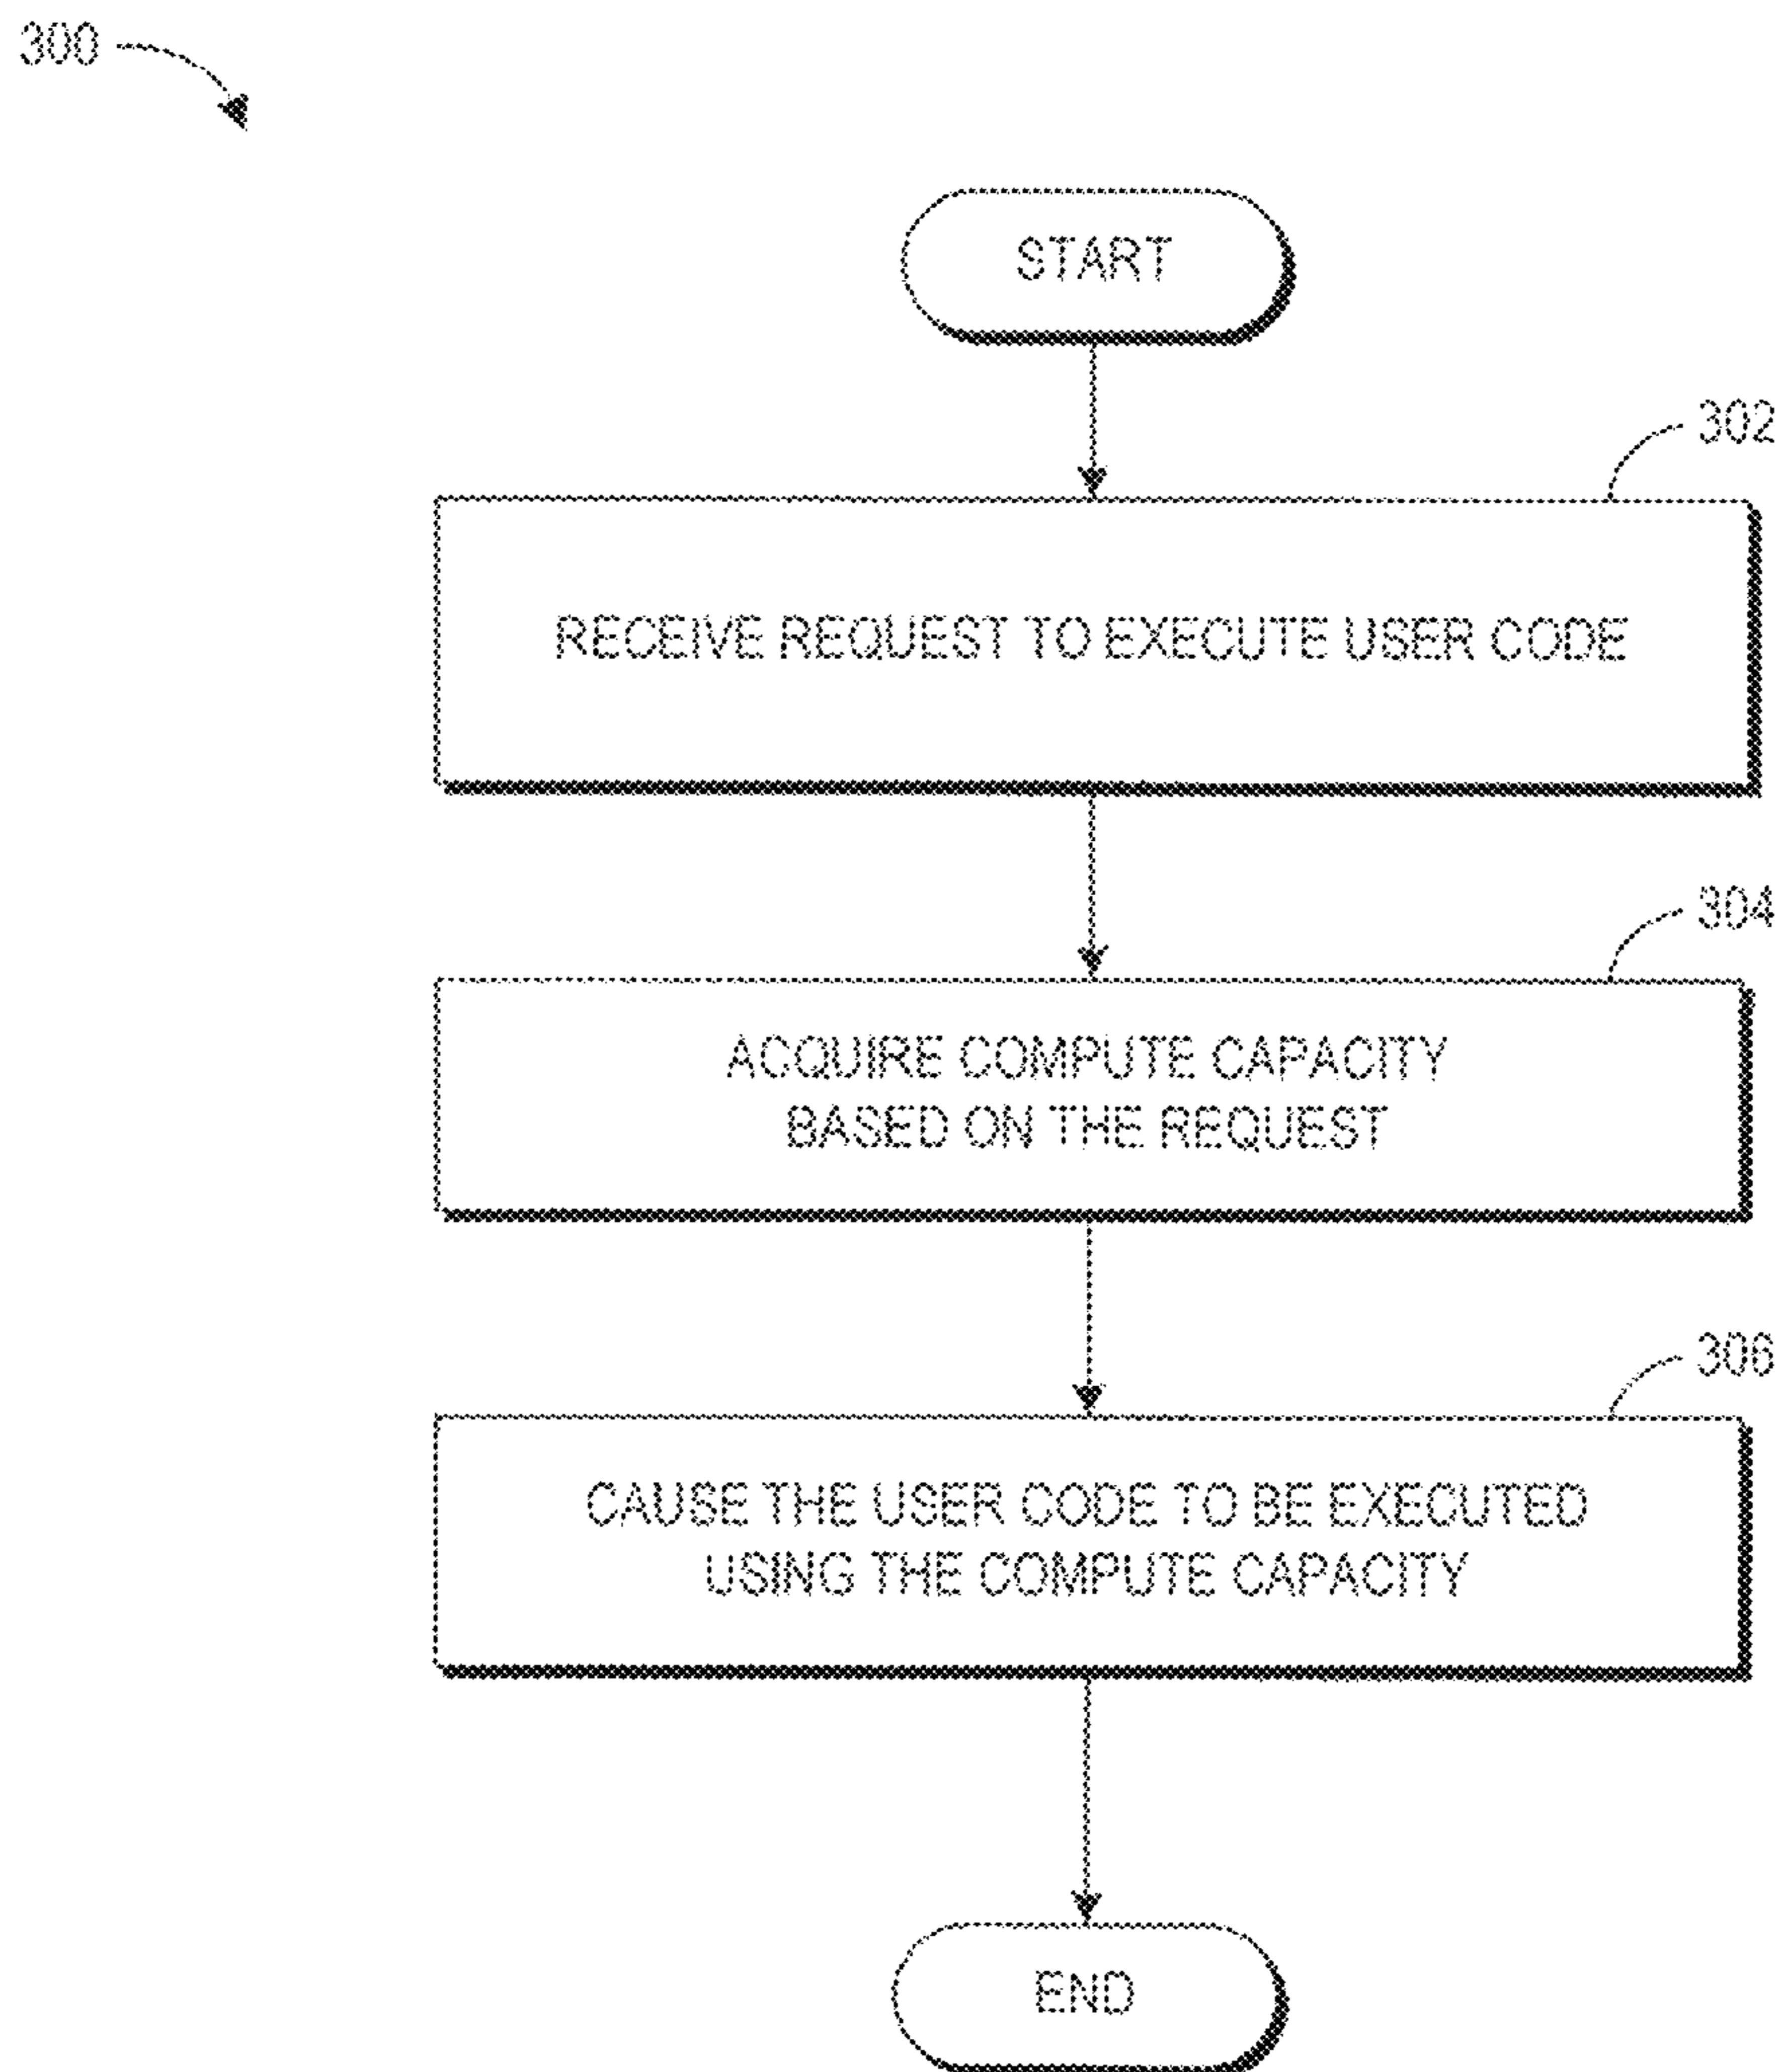 300
START
302
RECEIVE REQUEST TO EXECUTE USER CODE
304
ACQUIRE COMPUTE CAPACITY
BASED ON THE REQUEST
306
CAUSE THE USER CODE TO BE EXECUTED
USING THE COMPUTE CAPACITY
END